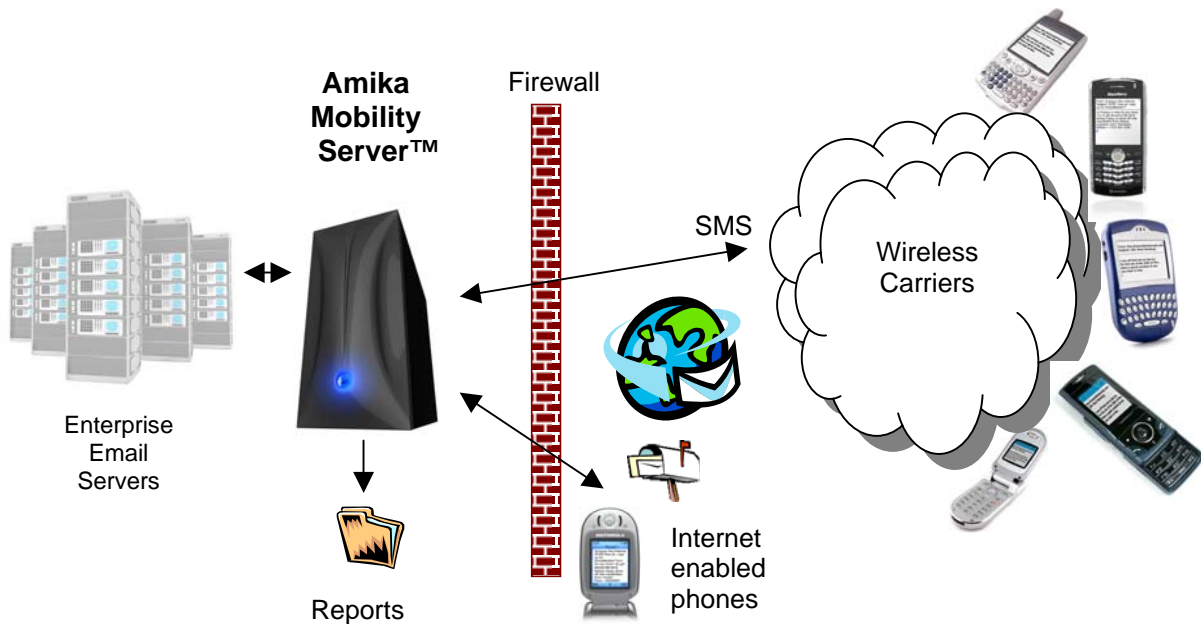 Amika
Mobility
Server™
Firewall
SMS
Wireless
Carriers
Enterprise
Email
Servers
Reports
Internet
enabled
phones